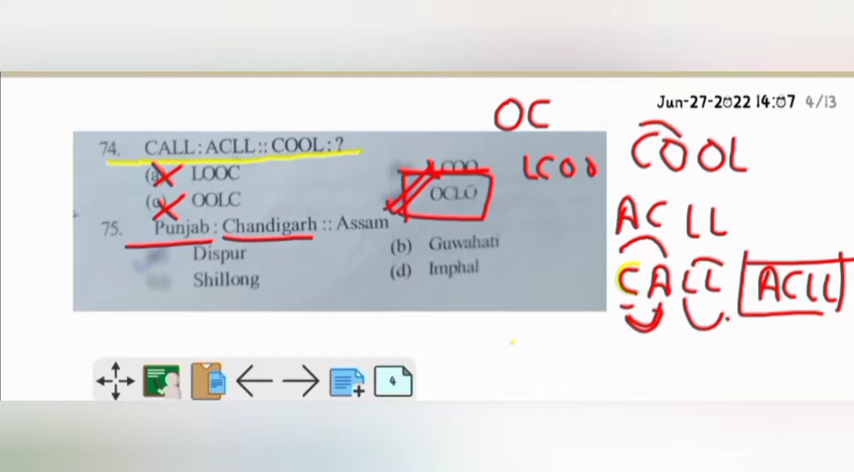 OC
Jun-27-2022 14:07 4/13
74. CALL : ACLL :: COOL : ?
(a) LOOC
LCOO
(c) OOLC
OCLO
75. Punjab : Chandigarh :: Assam
Dispur
(b) Guwahati
Shillong
(d) Imphal
LCOO
COOL
ACLL
CALL
ACLL
4